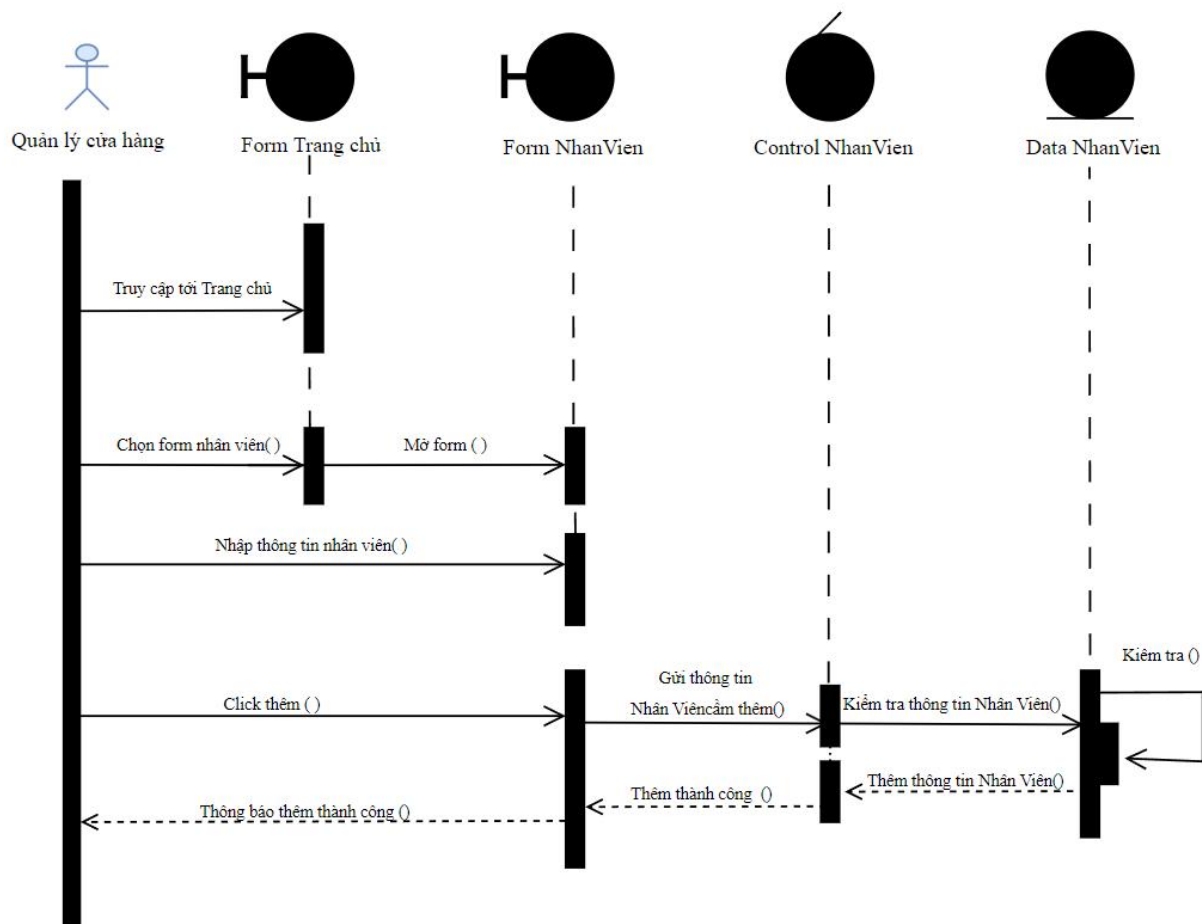 Quản lý cửa hàng
Form Trang chủ
Form NhanVien
Control NhanVien
Data NhanVien
Truy cập tới Trang chủ
Chọn form nhân viên( )
Mở form ( )
Nhập thông tin nhân viên( )
Kiêm tra ()
Click thêm ( )
Gửi thông tin
Nhân Viêncầm thêm()
Kiểm tra thông tin Nhân Viên()
Thêm thông tin Nhân Viên()
Thêm thành công ()
Thông báo thêm thành công ()